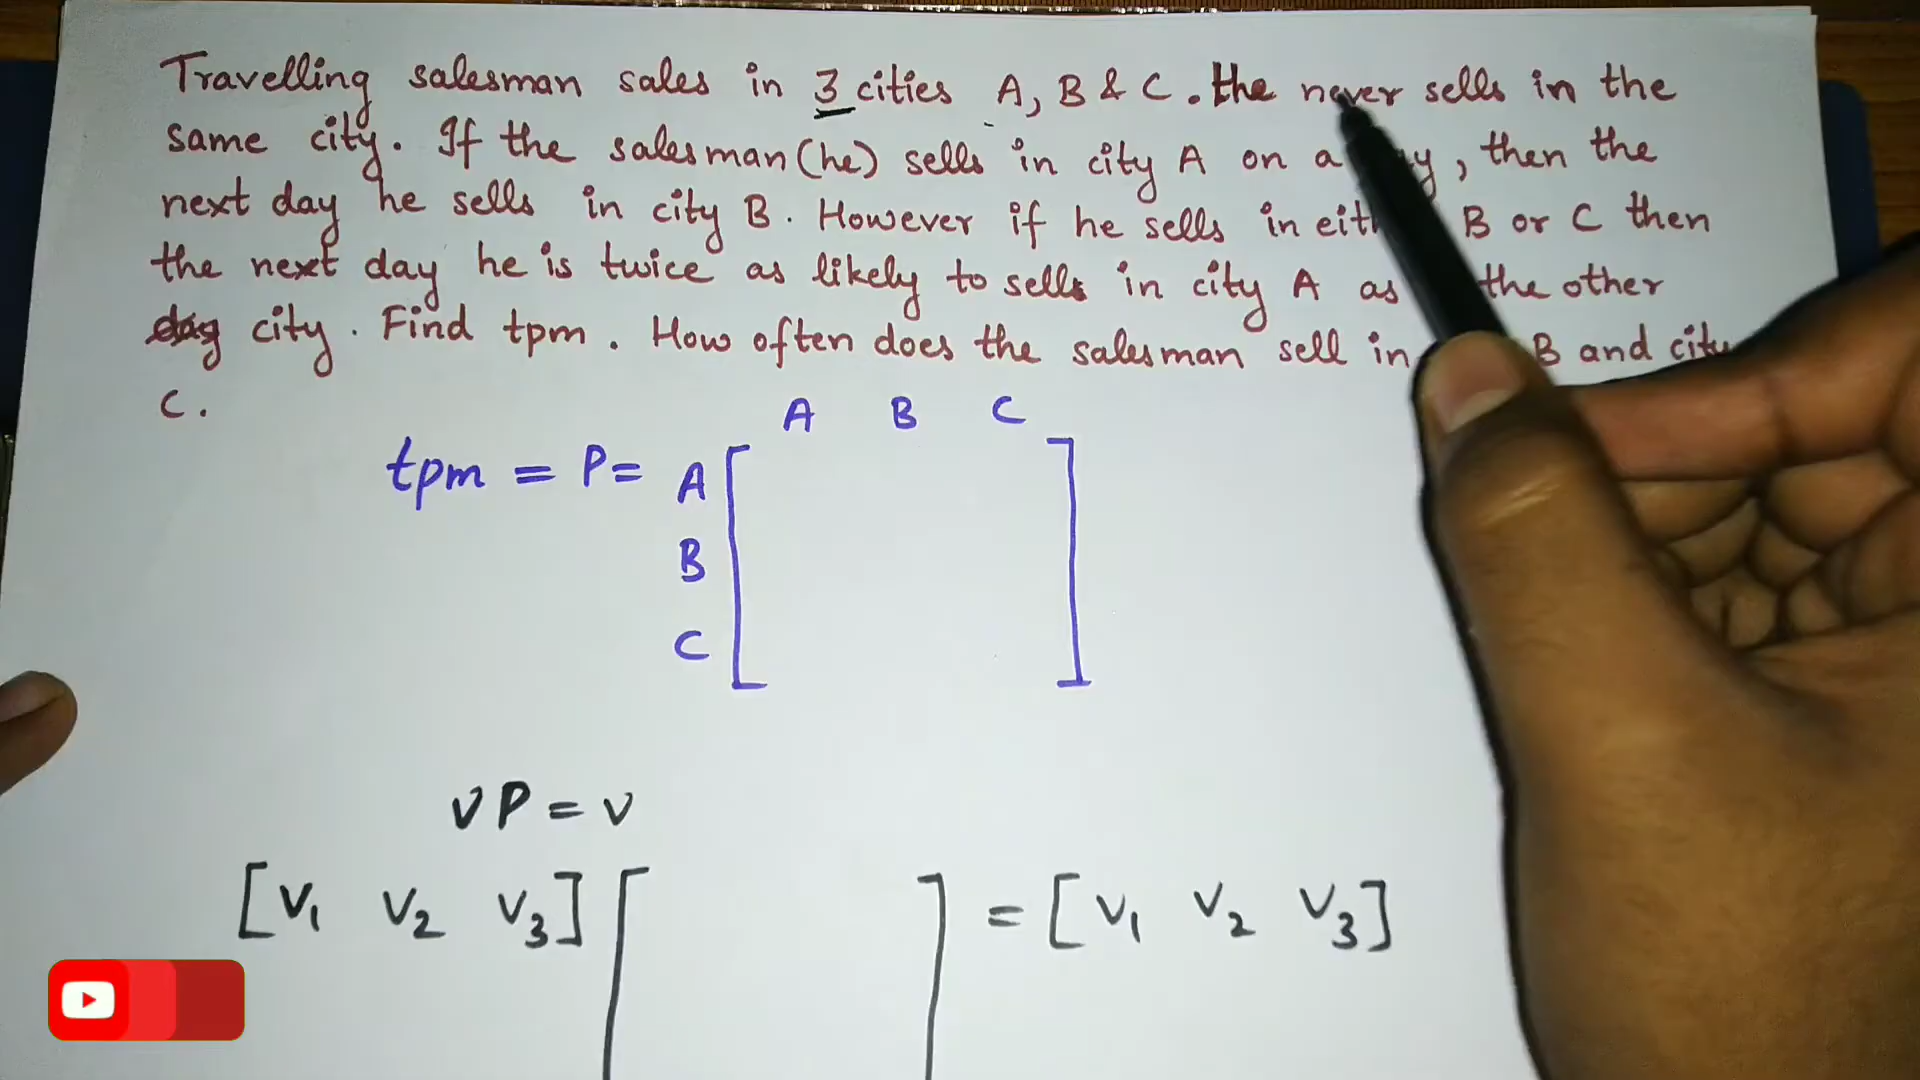 Travelling salesman sales in 3 cities A, B & C. the never sells in the
same city. If the salesman (he) sells in city A on a y, then the
next day he sells in city B. However if he sells in eith B or C then
the next day he is twice as likely to sells in city A as the other
day city. Find tpm. How often does the salesman sell in B and city
C.
A B C
tpm = P = A
B
C
vP = v
[v1 v2 v3] [ ] = [v1 v2 v3]